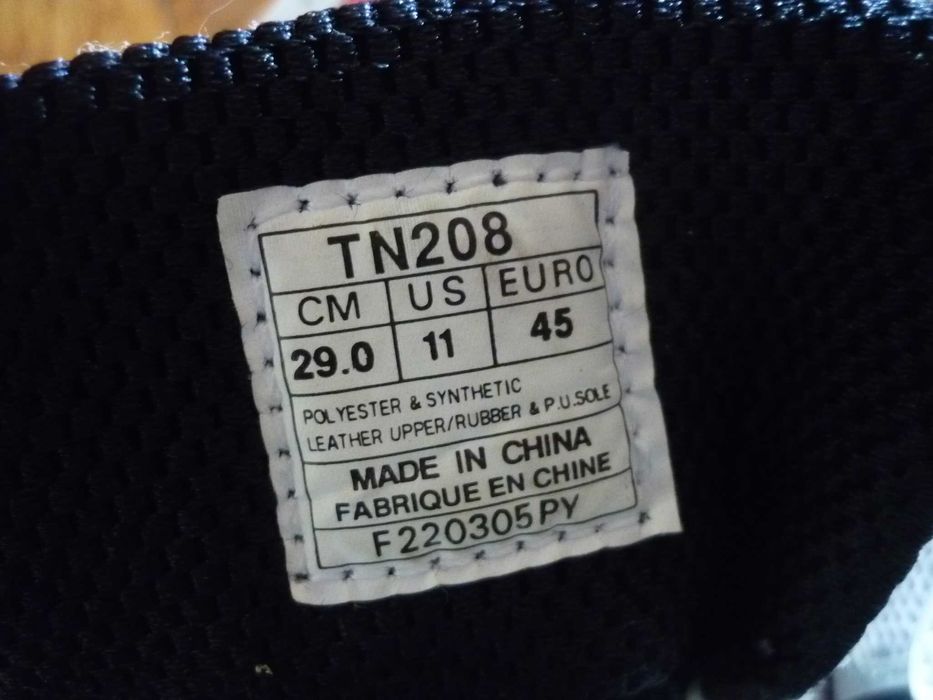 TN208
CM US EURO
29.0 11 45
POLYESTER & SYNTHETIC
LEATHER UPPER/RUBBER & P.U.SOLE
MADE IN CHINA
FABRIQUE EN CHINE
F220305PY